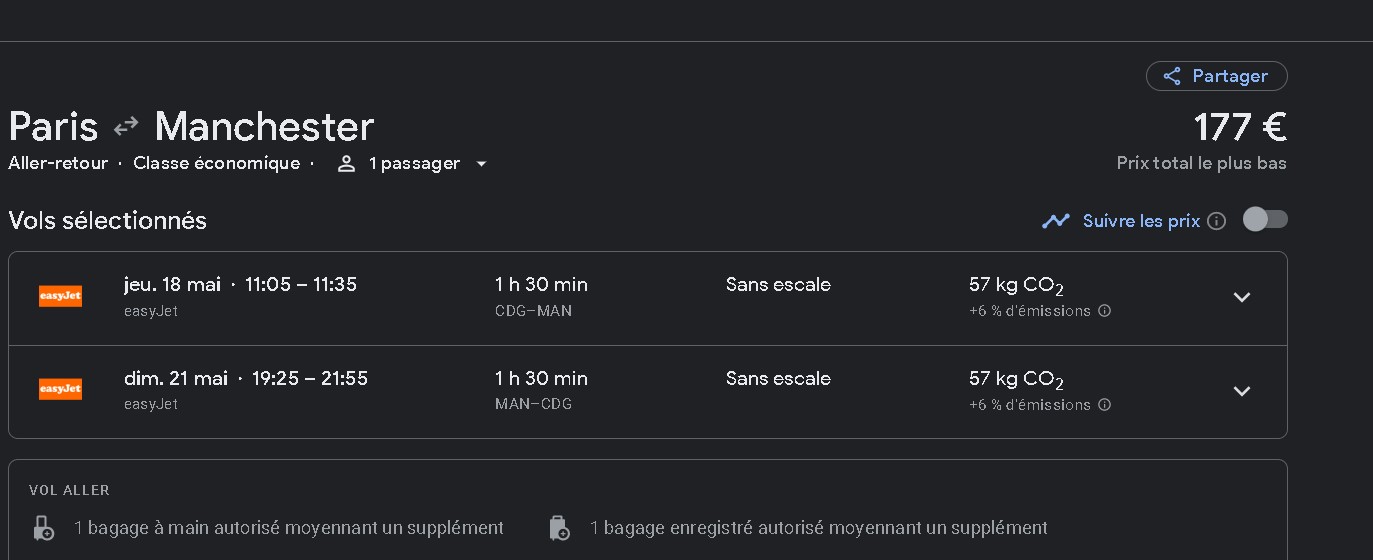 Partager
Paris Manchester
177 €
Aller-retour · Classe économique · 1 passager
Prix total le plus bas
Vols sélectionnés
Suivre les prix
easyJet
jeu. 18 mai · 11:05 – 11:35
1 h 30 min
Sans escale
57 kg CO2
easyJet
CDG–MAN
+6 % d'émissions
easyJet
dim. 21 mai · 19:25 – 21:55
1 h 30 min
Sans escale
57 kg CO2
easyJet
MAN–CDG
+6 % d'émissions
VOL ALLER
1 bagage à main autorisé moyennant un supplément
1 bagage enregistré autorisé moyennant un supplément